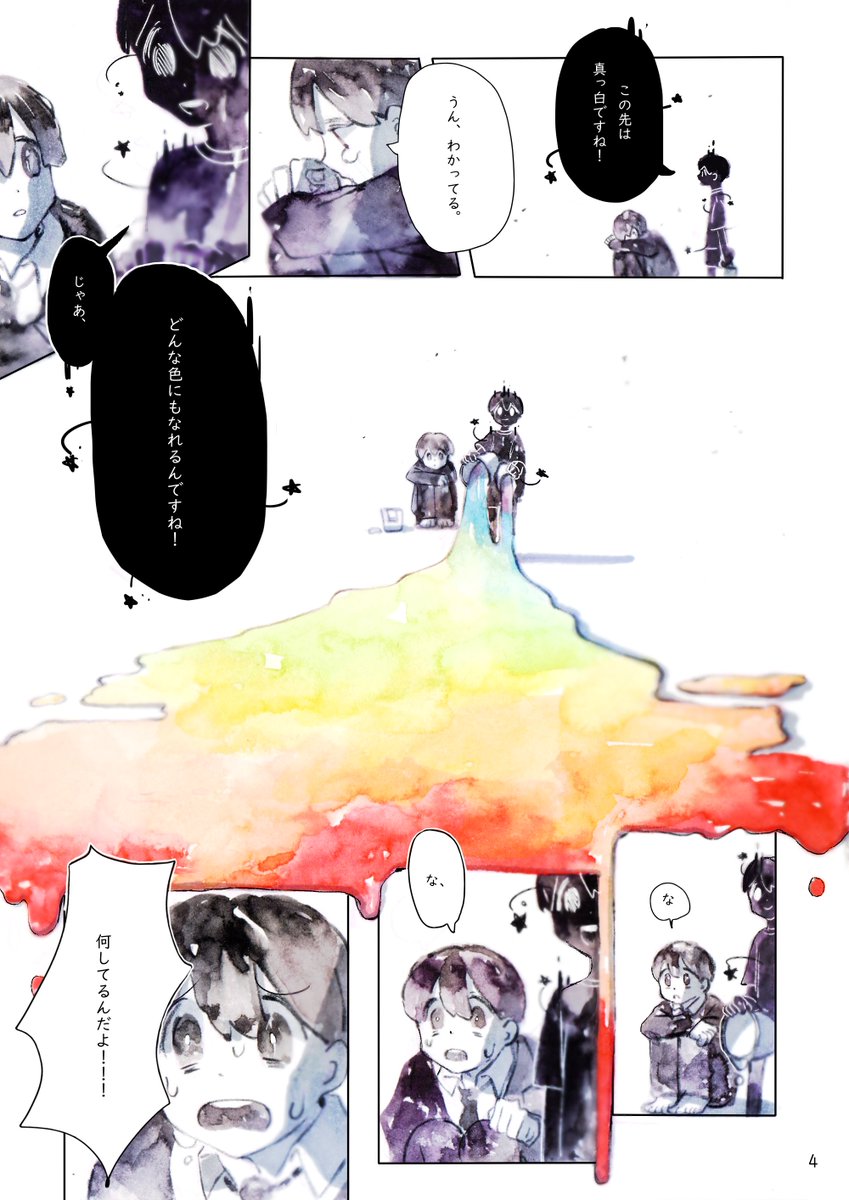 この先は
真っ白ですね！
うん、わかってる。
じゃあ、
どんな色にもなれるんですね！
な
な、
何してるんだよ！！！
4